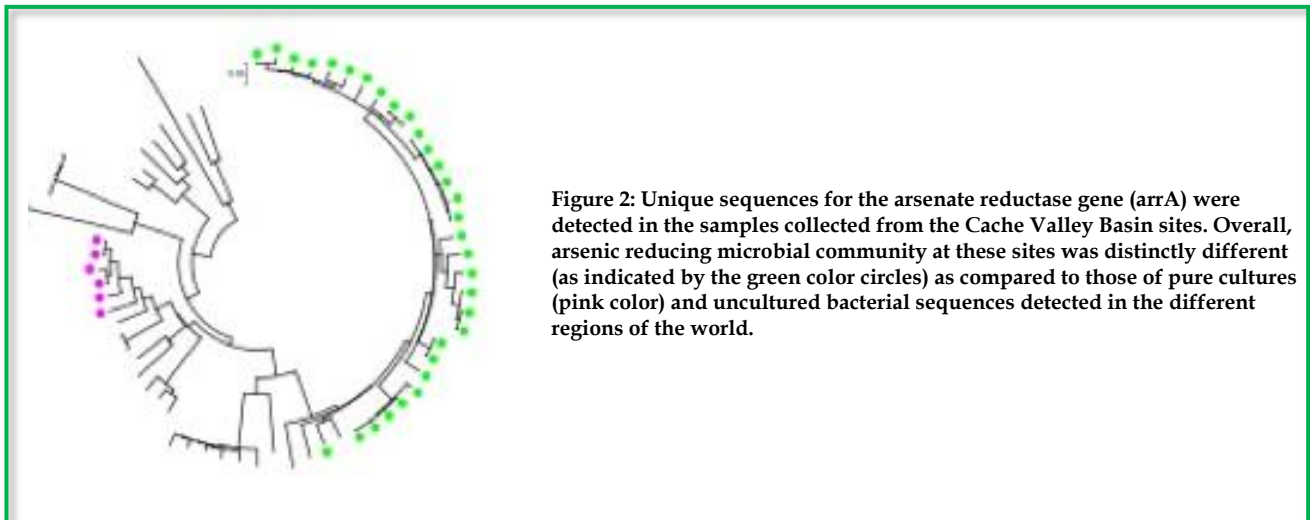 Figure 2: Unique sequences for the arsenate reductase gene (arrA) were
detected in the samples collected from the Cache Valley Basin sites. Overall,
arsenic reducing microbial community at these sites was distinctly different
(as indicated by the green color circles) as compared to those of pure cultures
(pink color) and uncultured bacterial sequences detected in the different
regions of the world.